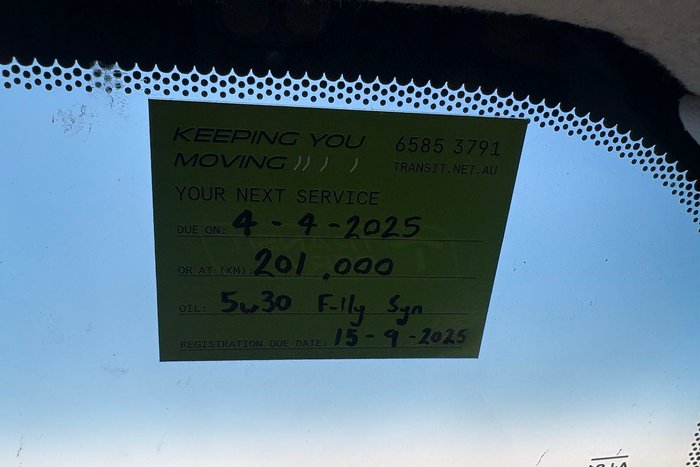 KEEPING YOU
MOVING
6585 3791
TRANSIT.NET.AU
YOUR NEXT SERVICE
DUE ON: 4-4-2025
OR AT (KM): 201,000
OIL: 5w30 F-lly Syn
REGISTRATION DUE DATE: 15-9-2025